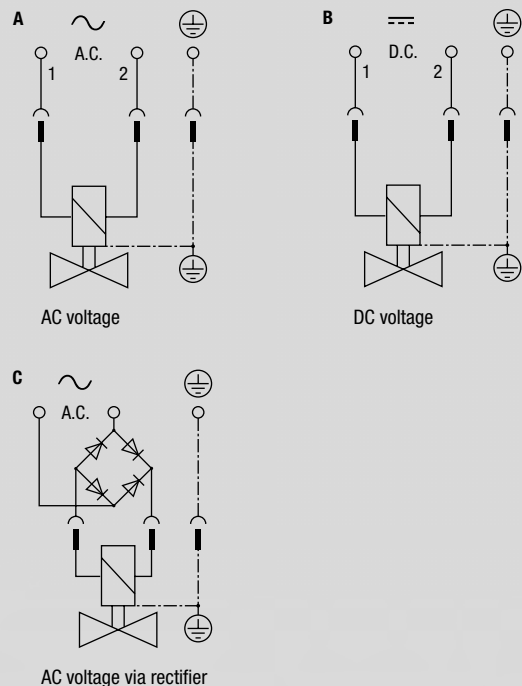 A
A.C.
1 2
AC voltage
B
D.C.
1 2
DC voltage
C
A.C.
AC voltage via rectifier